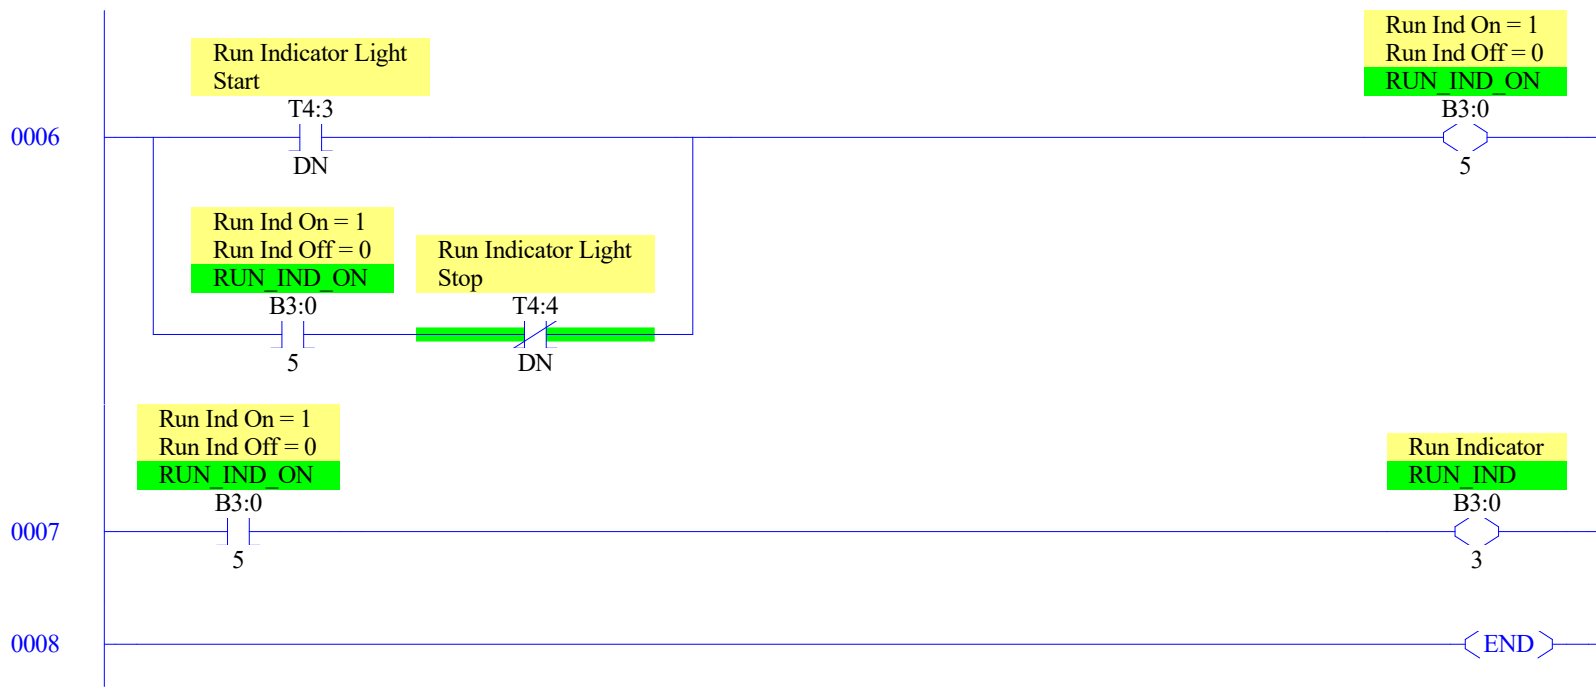 Run Ind On = 1
Run Ind Off = 0
RUN_IND_ON
B3:0
5
Run Indicator Light
Start
T4:3
DN
0006
Run Ind On = 1
Run Ind Off = 0
RUN_IND_ON
B3:0
5
Run Indicator Light
Stop
T4:4
DN
Run Ind On = 1
Run Ind Off = 0
RUN_IND_ON
B3:0
5
Run Indicator
RUN_IND
B3:0
3
0007
0008
END